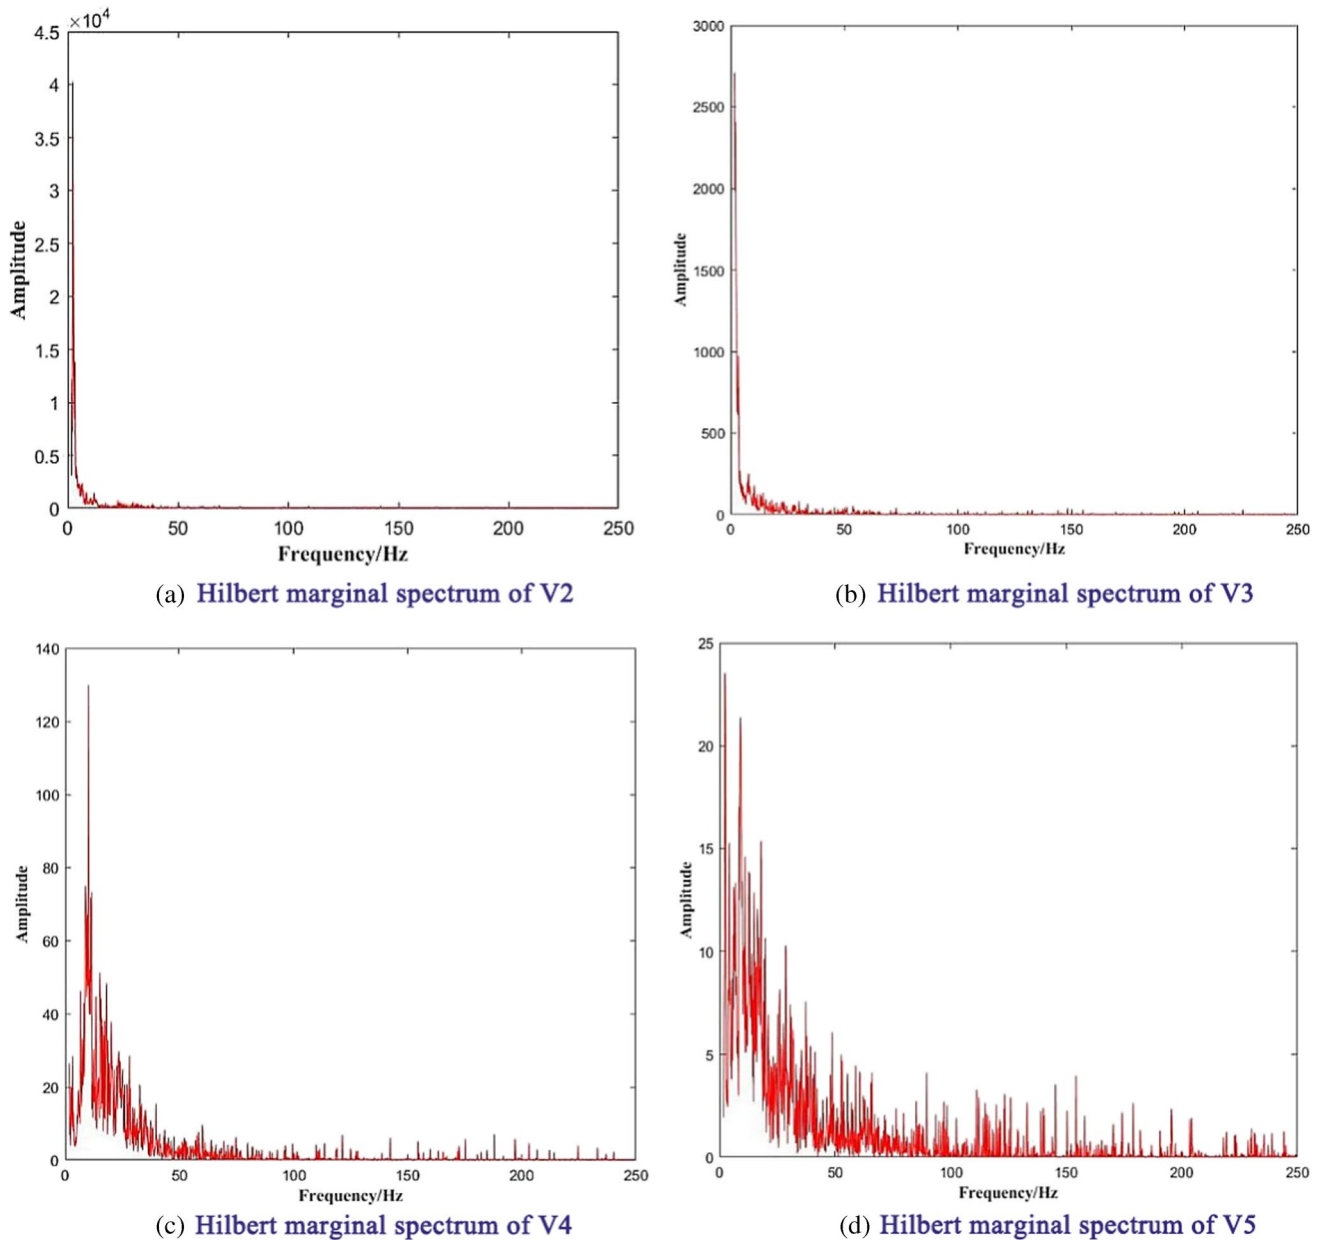 ×10⁴
4.5
4
3.5
3
2.5
2
1.5
1
0.5
0
Amplitude
0 50 100 150 200 250
Frequency/Hz
(a) Hilbert marginal spectrum of V2
3000
2500
2000
1500
1000
500
0
Amplitude
0 50 100 150 200 250
Frequency/Hz
(b) Hilbert marginal spectrum of V3
140
120
100
80
60
40
20
0
Amplitude
0 50 100 150 200 250
Frequency/Hz
(c) Hilbert marginal spectrum of V4
25
20
15
10
5
0
Amplitude
0 50 100 150 200 250
Frequency/Hz
(d) Hilbert marginal spectrum of V5